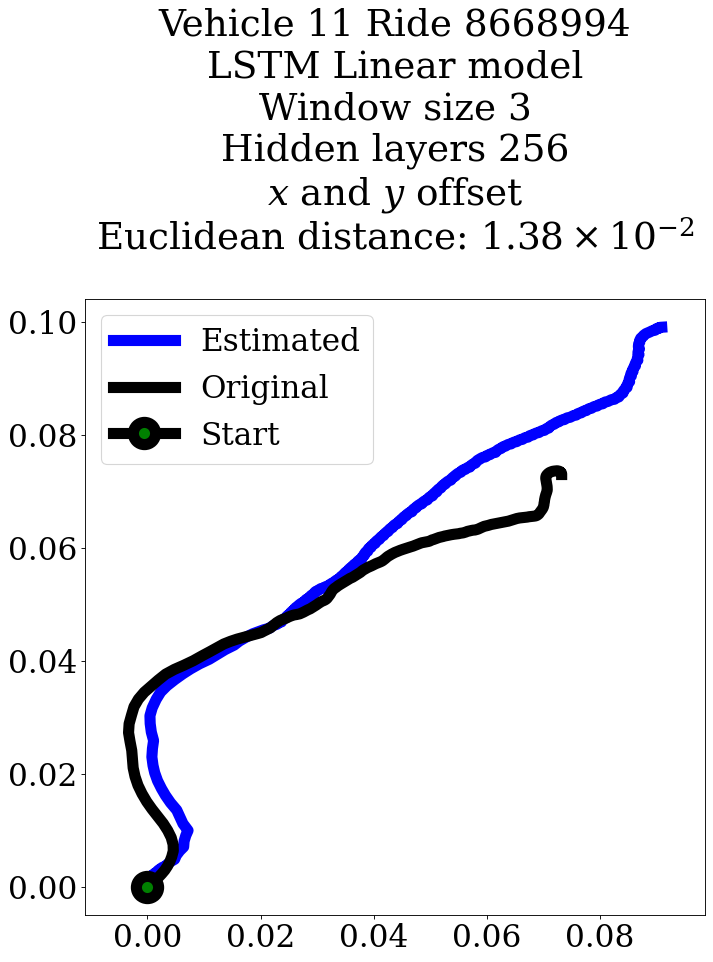 Vehicle 11 Ride 8668994
LSTM Linear model
Window size 3
Hidden layers 256
x and y offset
Euclidean distance: 1.38 × 10⁻²
Estimated
Original
Start
0.10
0.08
0.06
0.04
0.02
0.00
0.00 0.02 0.04 0.06 0.08